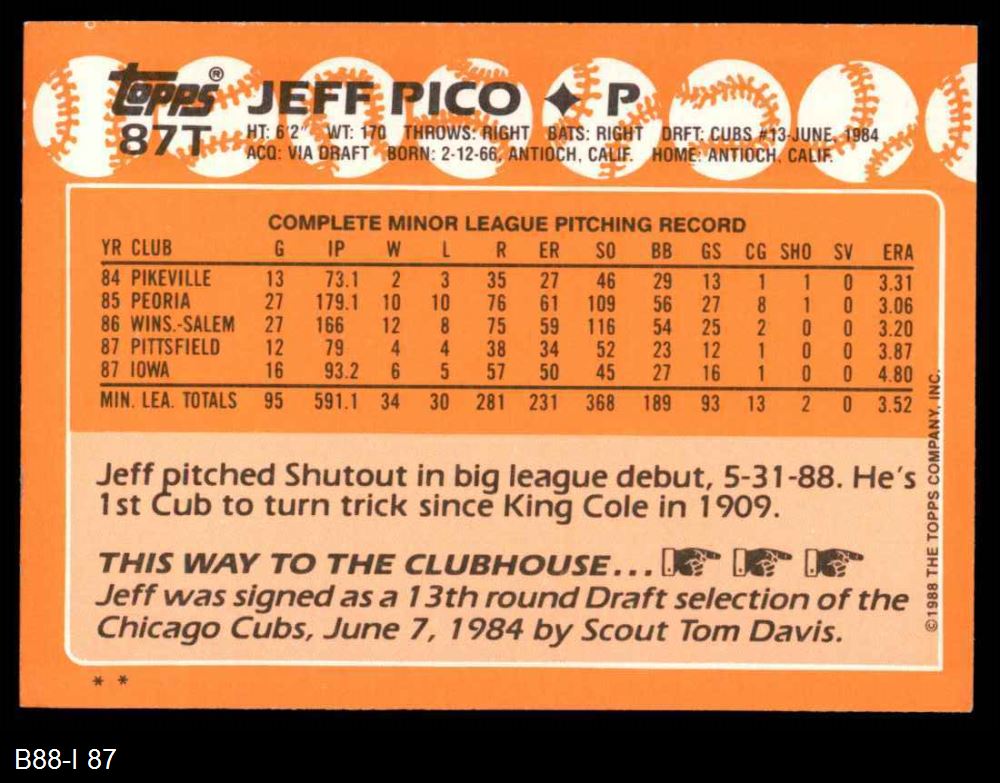 topps® JEFF PICO ♦ P
87T HT: 6'2" WT: 170 THROWS: RIGHT BATS: RIGHT DRFT: CUBS #13-JUNE, 1984
ACQ: VIA DRAFT BORN: 2-12-66, ANTIOCH, CALIF. HOME: ANTIOCH, CALIF.
COMPLETE MINOR LEAGUE PITCHING RECORD
YR CLUB G IP W L R ER SO BB GS CG SHO SV ERA
84 PIKEVILLE 13 73.1 2 3 35 27 46 29 13 1 1 0 3.31
85 PEORIA 27 179.1 10 10 76 61 109 56 27 8 1 0 3.06
86 WINS.-SALEM 27 166 12 8 75 59 116 54 25 2 0 0 3.20
87 PITTSFIELD 12 79 4 4 38 34 52 23 12 1 0 0 3.87
87 IOWA 16 93.2 6 5 57 50 45 27 16 1 0 0 4.80
MIN. LEA. TOTALS 95 591.1 34 30 281 231 368 189 93 13 2 0 3.52
Jeff pitched Shutout in big league debut, 5-31-88. He's
1st Cub to turn trick since King Cole in 1909.
THIS WAY TO THE CLUBHOUSE...
Jeff was signed as a 13th round Draft selection of the
Chicago Cubs, June 7, 1984 by Scout Tom Davis.
©1988 THE TOPPS COMPANY, INC.
* *
B88-I 87